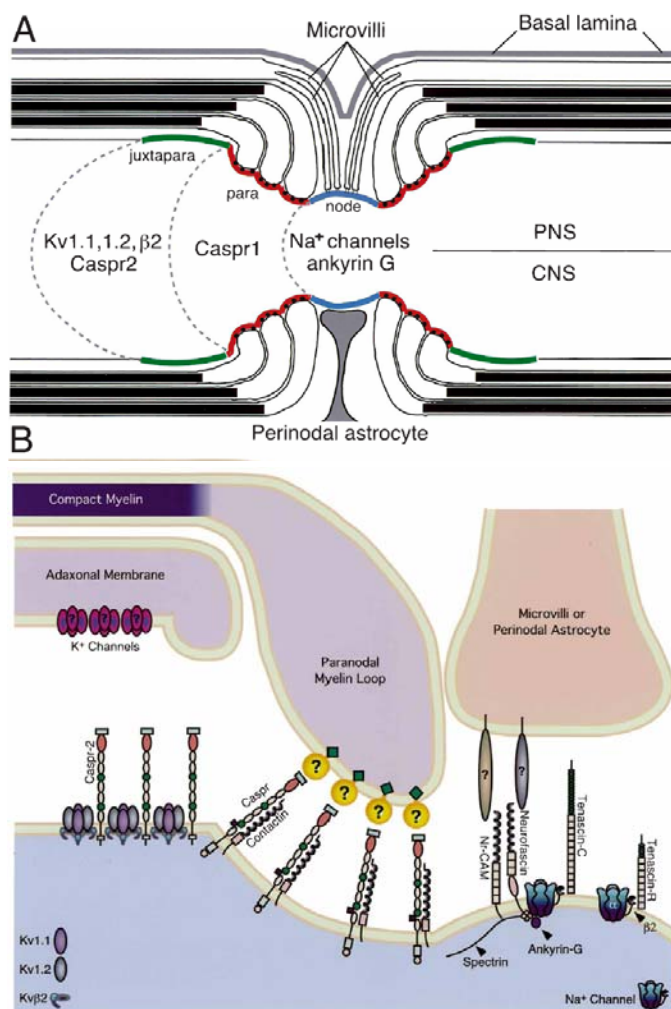 A
Microvilli
Basal lamina
juxtapara
para
node
Kv1.1,1.2,β2
Caspr2
Caspr1
Na⁺ channels
ankyrin G
PNS
CNS
Perinodal astrocyte
B
Compact Myelin
Adaxonal Membrane
? ? ?
K⁺ Channels
Paranodal
Myelin Loop
Microvilli or
Perinodal Astrocyte
Caspr-2
?
?
?
?
Caspr
Contactin
?
?
Nr-CAM
Neurofascin
Tenascin-C
Tenascin-R
α
α
β2
Ankyrin-G
Spectrin
Kv1.1
Kv1.2
Kvβ2
Na⁺ Channel